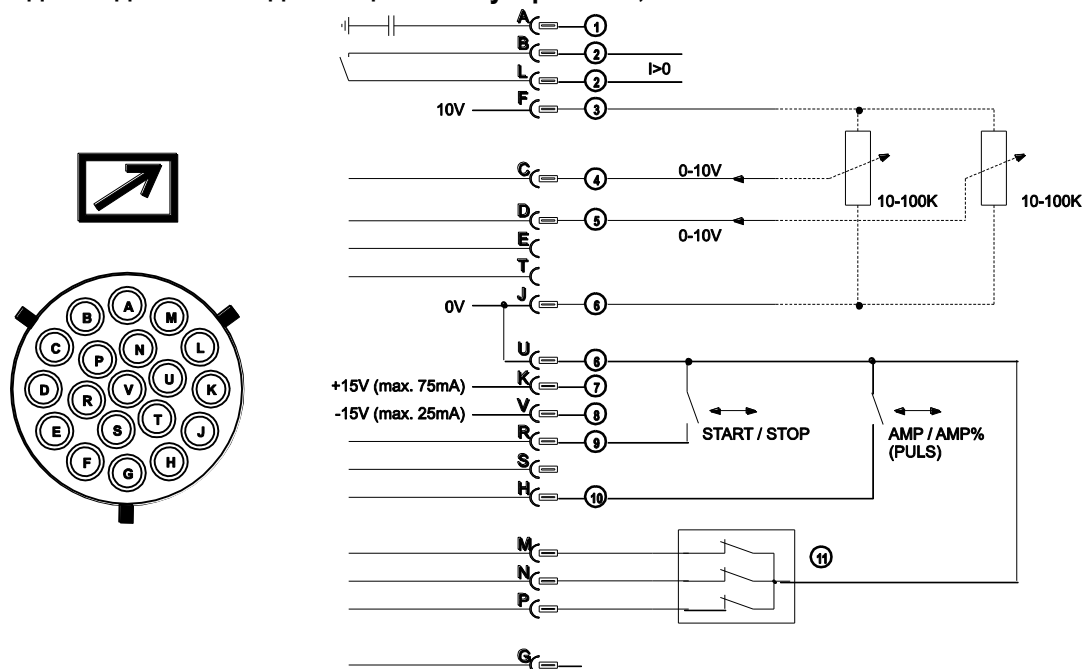 A 1
B 2
L 2 I>0
10V F 3
C 4 0-10V
10-100K 10-100K
D 5
0-10V
E
T
0V J 6
U 6
+15V (max. 75mA) K 7
-15V (max. 25mA) V 8
R 9 START / STOP AMP / AMP%
(PULS)
S
H 10
M
N
P
11
G
A
B M
C N L
P
D R V U K
E S T J
F G H